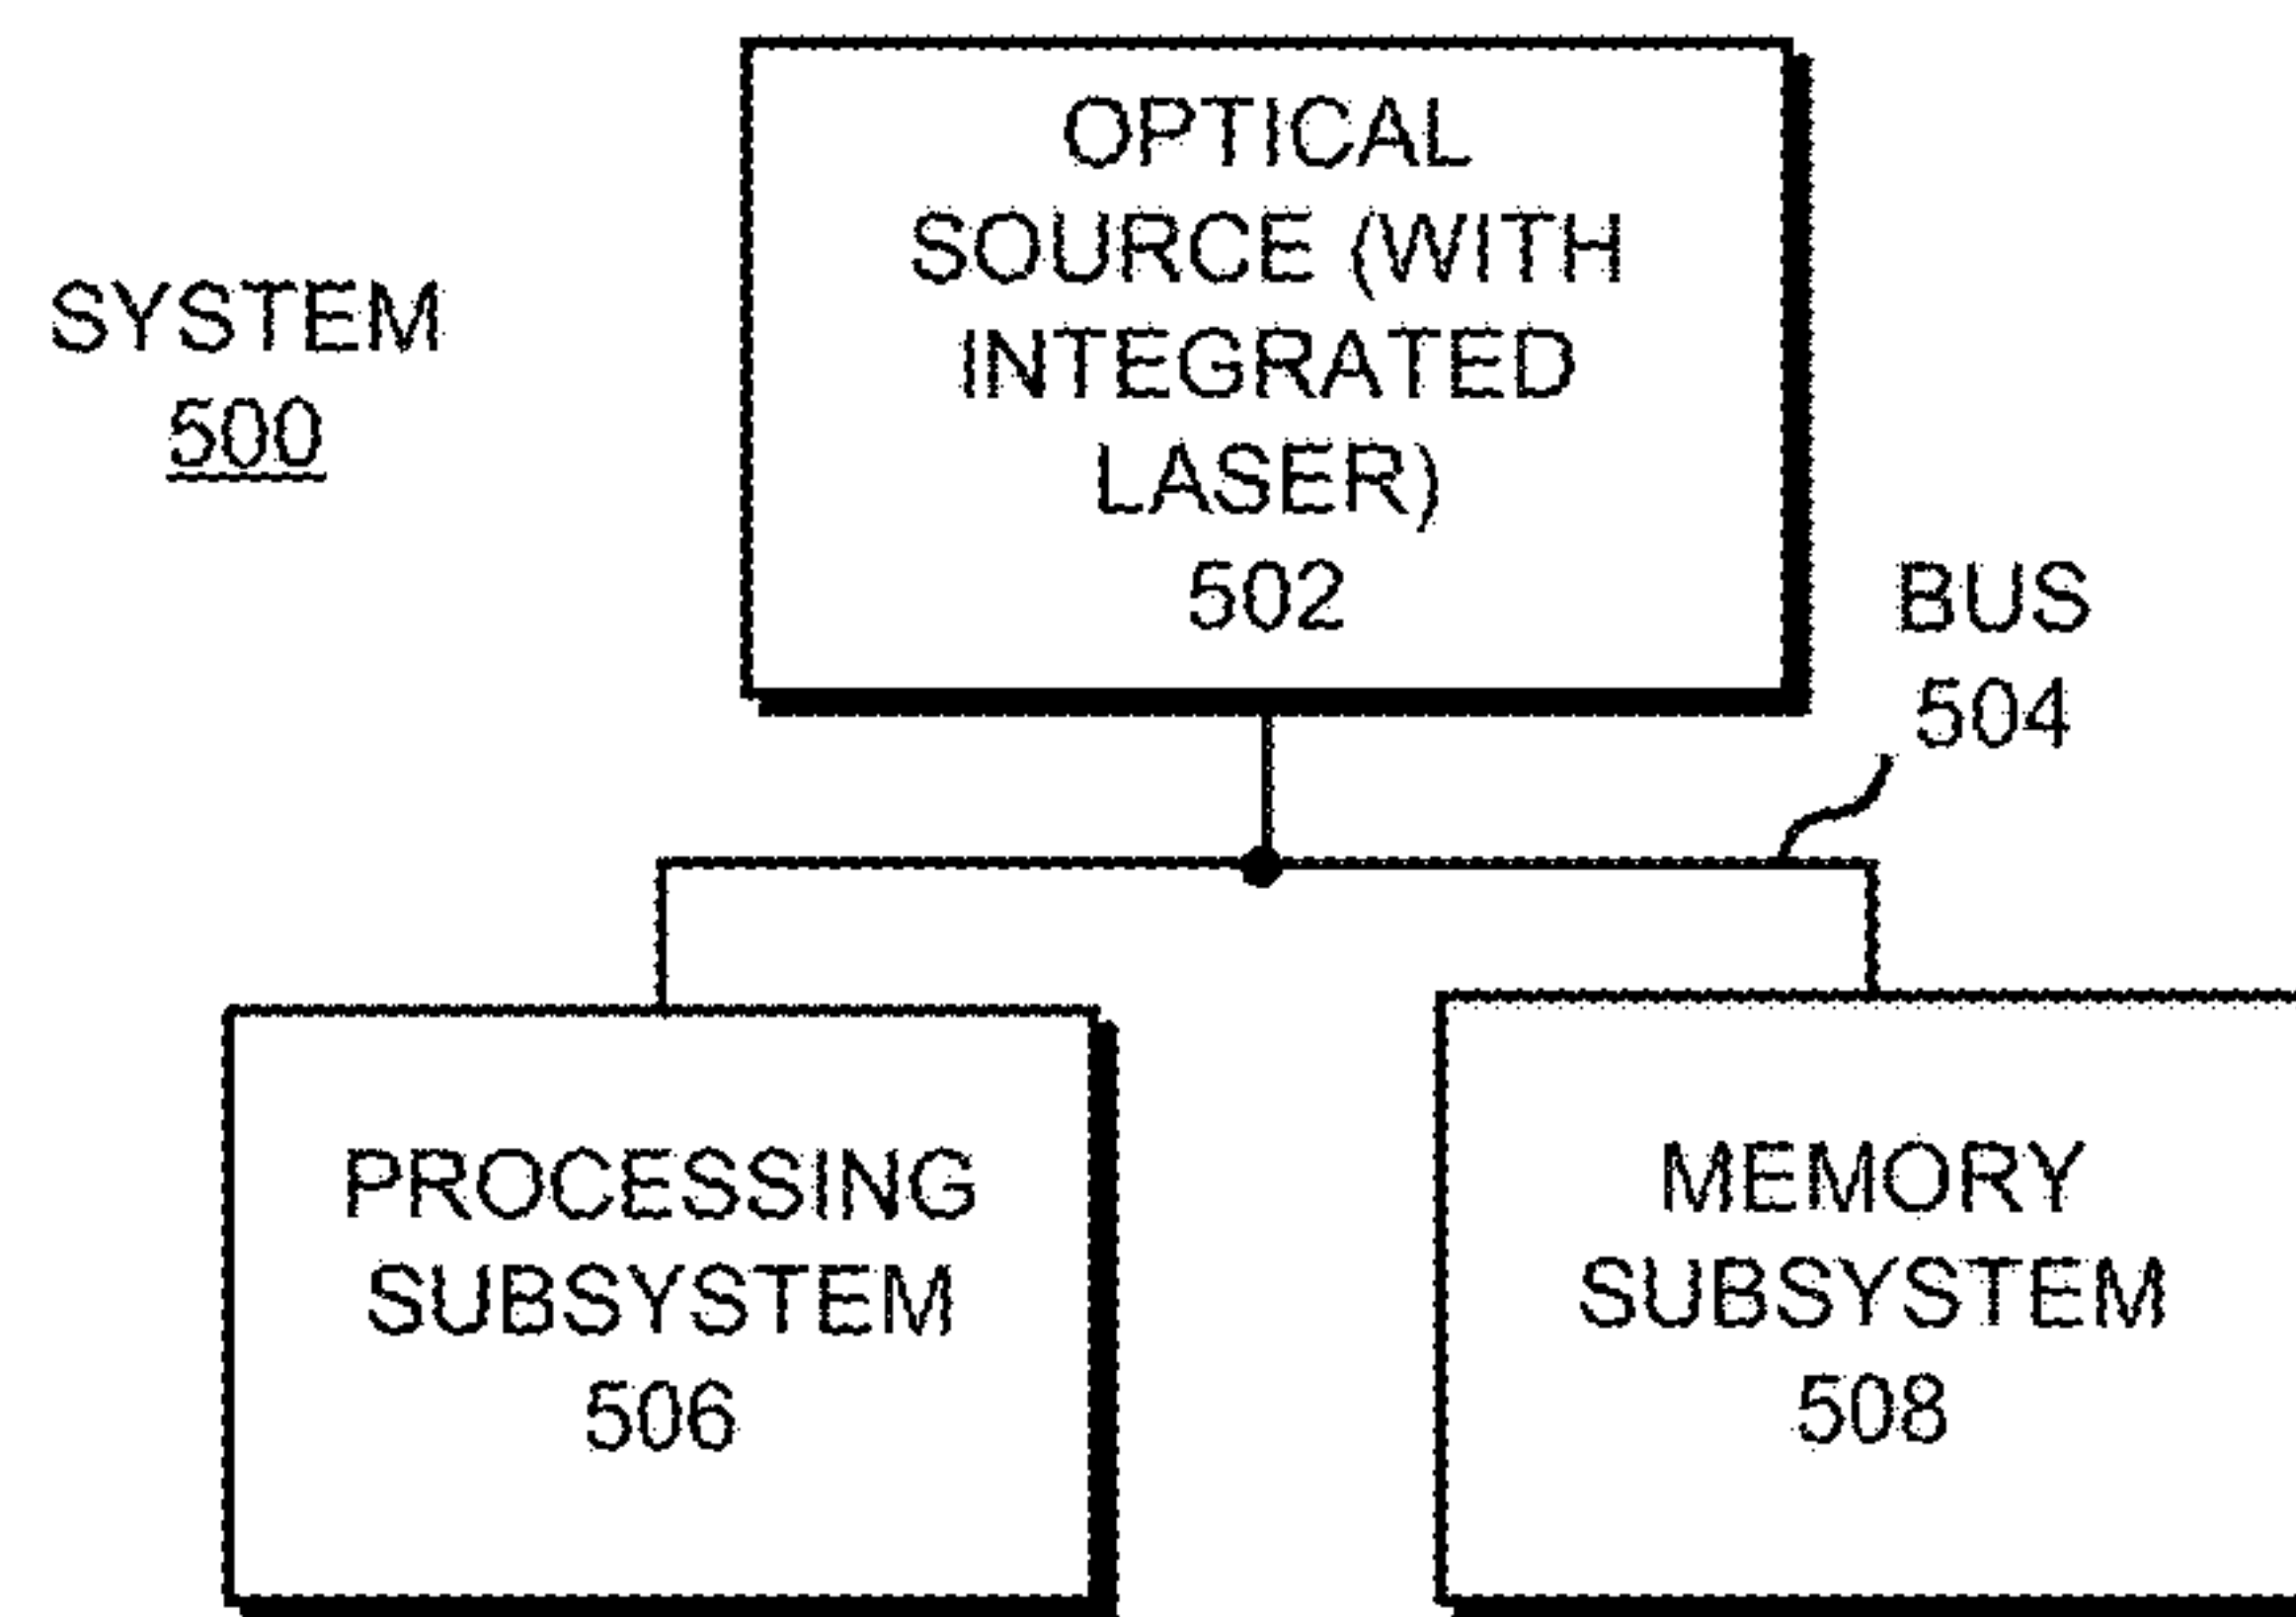 SYSTEM
500
OPTICAL
SOURCE (WITH
INTEGRATED
LASER)
502
BUS
504
PROCESSING
SUBSYSTEM
506
MEMORY
SUBSYSTEM
508